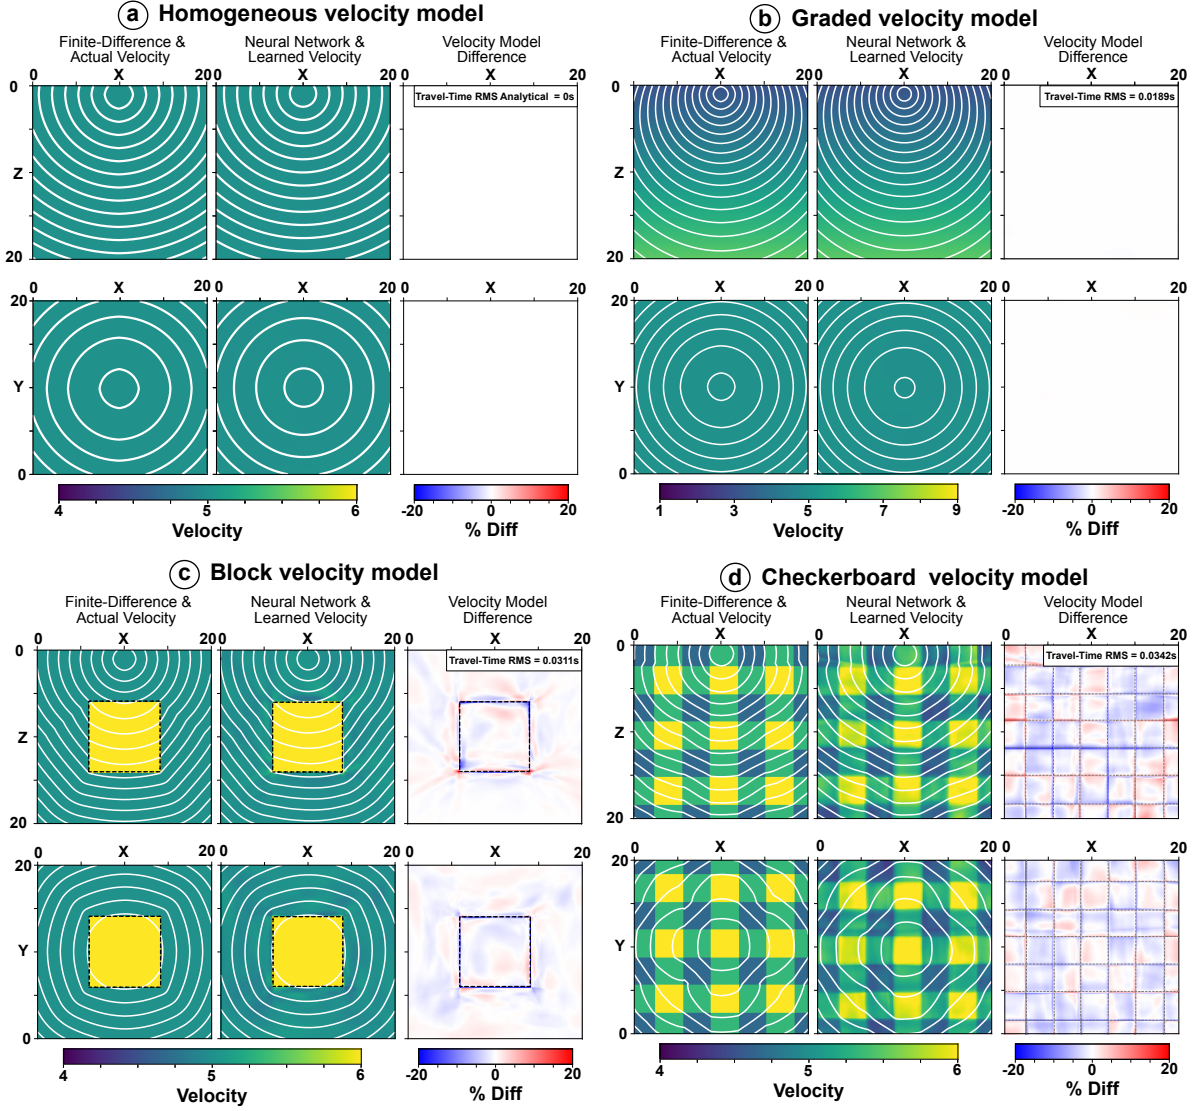 a Homogeneous velocity model
Finite-Difference & Actual Velocity
Neural Network & Learned Velocity
Velocity Model Difference
0 X 20
0 X 20
0 X 20
0
Z
20
Travel-Time RMS Analytical = 0s
0 X 20
0 X 20
0 X 20
20
Y
0
4 5 6
Velocity
-20 0 20
% Diff
b Graded velocity model
Finite-Difference & Actual Velocity
Neural Network & Learned Velocity
Velocity Model Difference
0 X 20
0 X 20
0 X 20
0
Z
20
Travel-Time RMS = 0.0189s
0 X 20
0 X 20
0 X 20
20
Y
0
1 3 5 7 9
Velocity
-20 0 20
% Diff
c Block velocity model
Finite-Difference & Actual Velocity
Neural Network & Learned Velocity
Velocity Model Difference
0 X 20
0 X 20
0 X 20
0
Z
20
Travel-Time RMS = 0.0311s
0 X 20
0 X 20
0 X 20
20
Y
0
4 5 6
Velocity
-20 0 20
% Diff
d Checkerboard velocity model
Finite-Difference & Actual Velocity
Neural Network & Learned Velocity
Velocity Model Difference
0 X 20
0 X 20
0 X 20
0
Z
20
Travel-Time RMS = 0.0342s
0 X 20
0 X 20
0 X 20
20
Y
0
4 5 6
Velocity
-20 0 20
% Diff